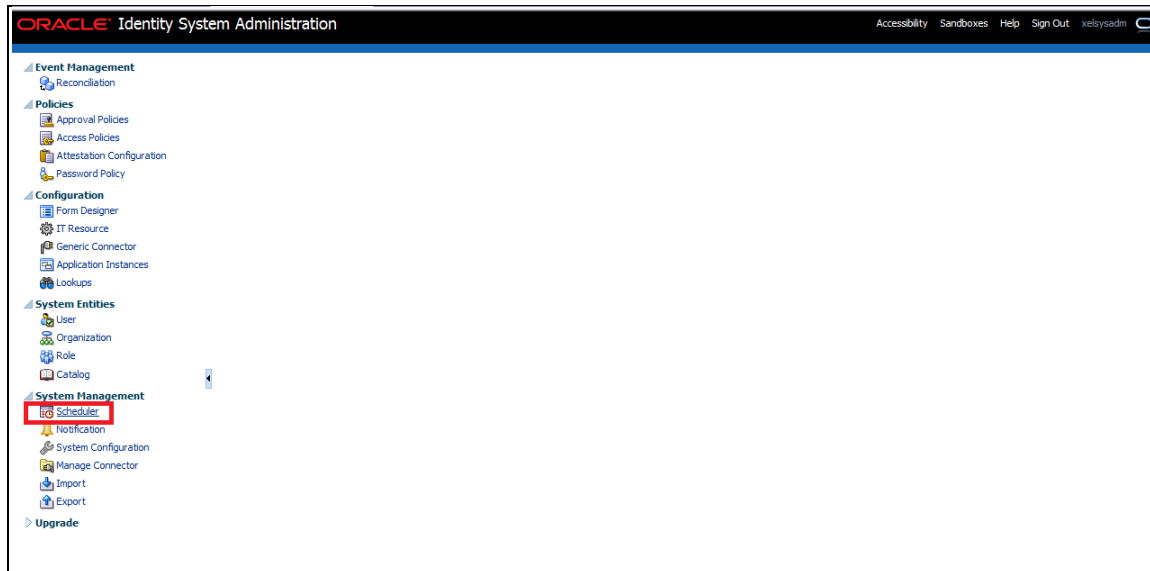 ORACLE Identity System Administration
Accessibility Sandboxes Help Sign Out xelsysadm
Event Management
Reconciliation
Policies
Approval Policies
Access Policies
Attestation Configuration
Password Policy
Configuration
Form Designer
IT Resource
Generic Connector
Application Instances
Lookups
System Entities
User
Organization
Role
Catalog
System Management
Scheduler
Notification
System Configuration
Manage Connector
Import
Export
Upgrade